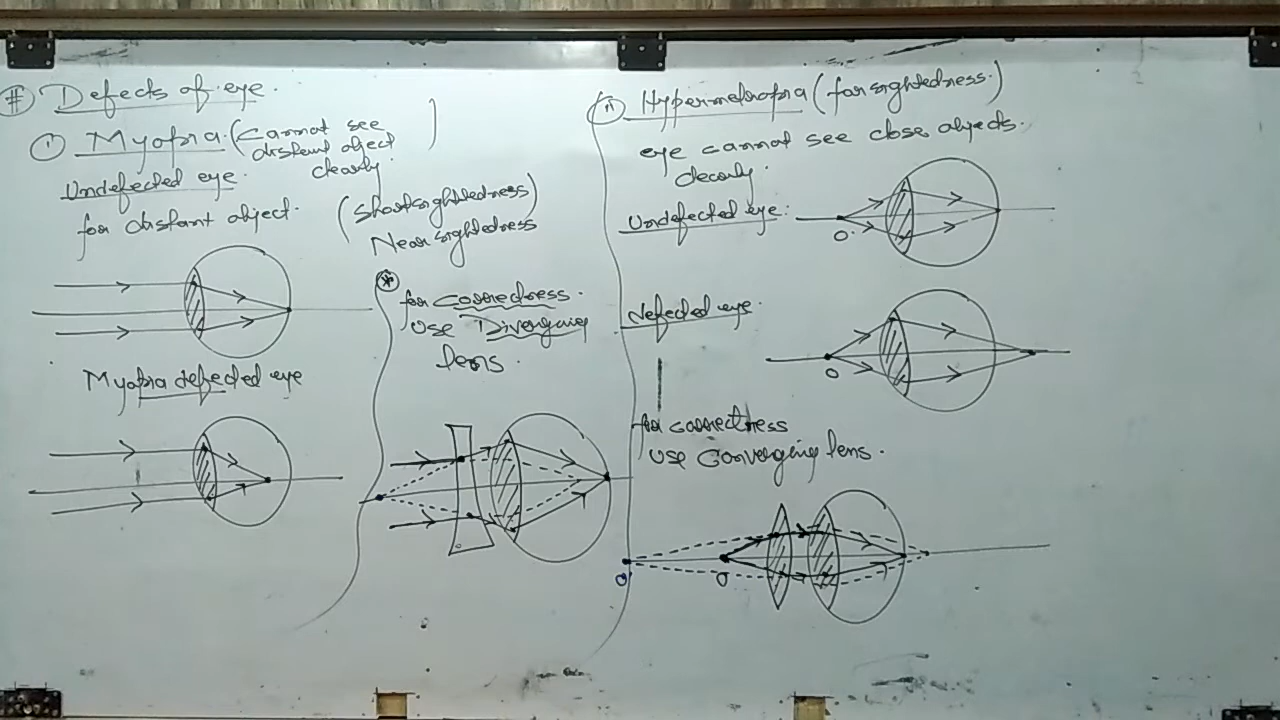 # Defects of eye.
(i) Myopia. (Cannot see
distant object
clearly.)
Undefected eye.
for distant object.
(Shortsightedness)
Near sightedness
Myopia defected eye
* for correctness.
use Diverging
lens.
(ii) Hypermetropia (farsightedness.)
eye cannot see close objects.
clearly.
Undefected eye:
O.
Defected eye.
O
for correctness
use Converging lens.
O'
O